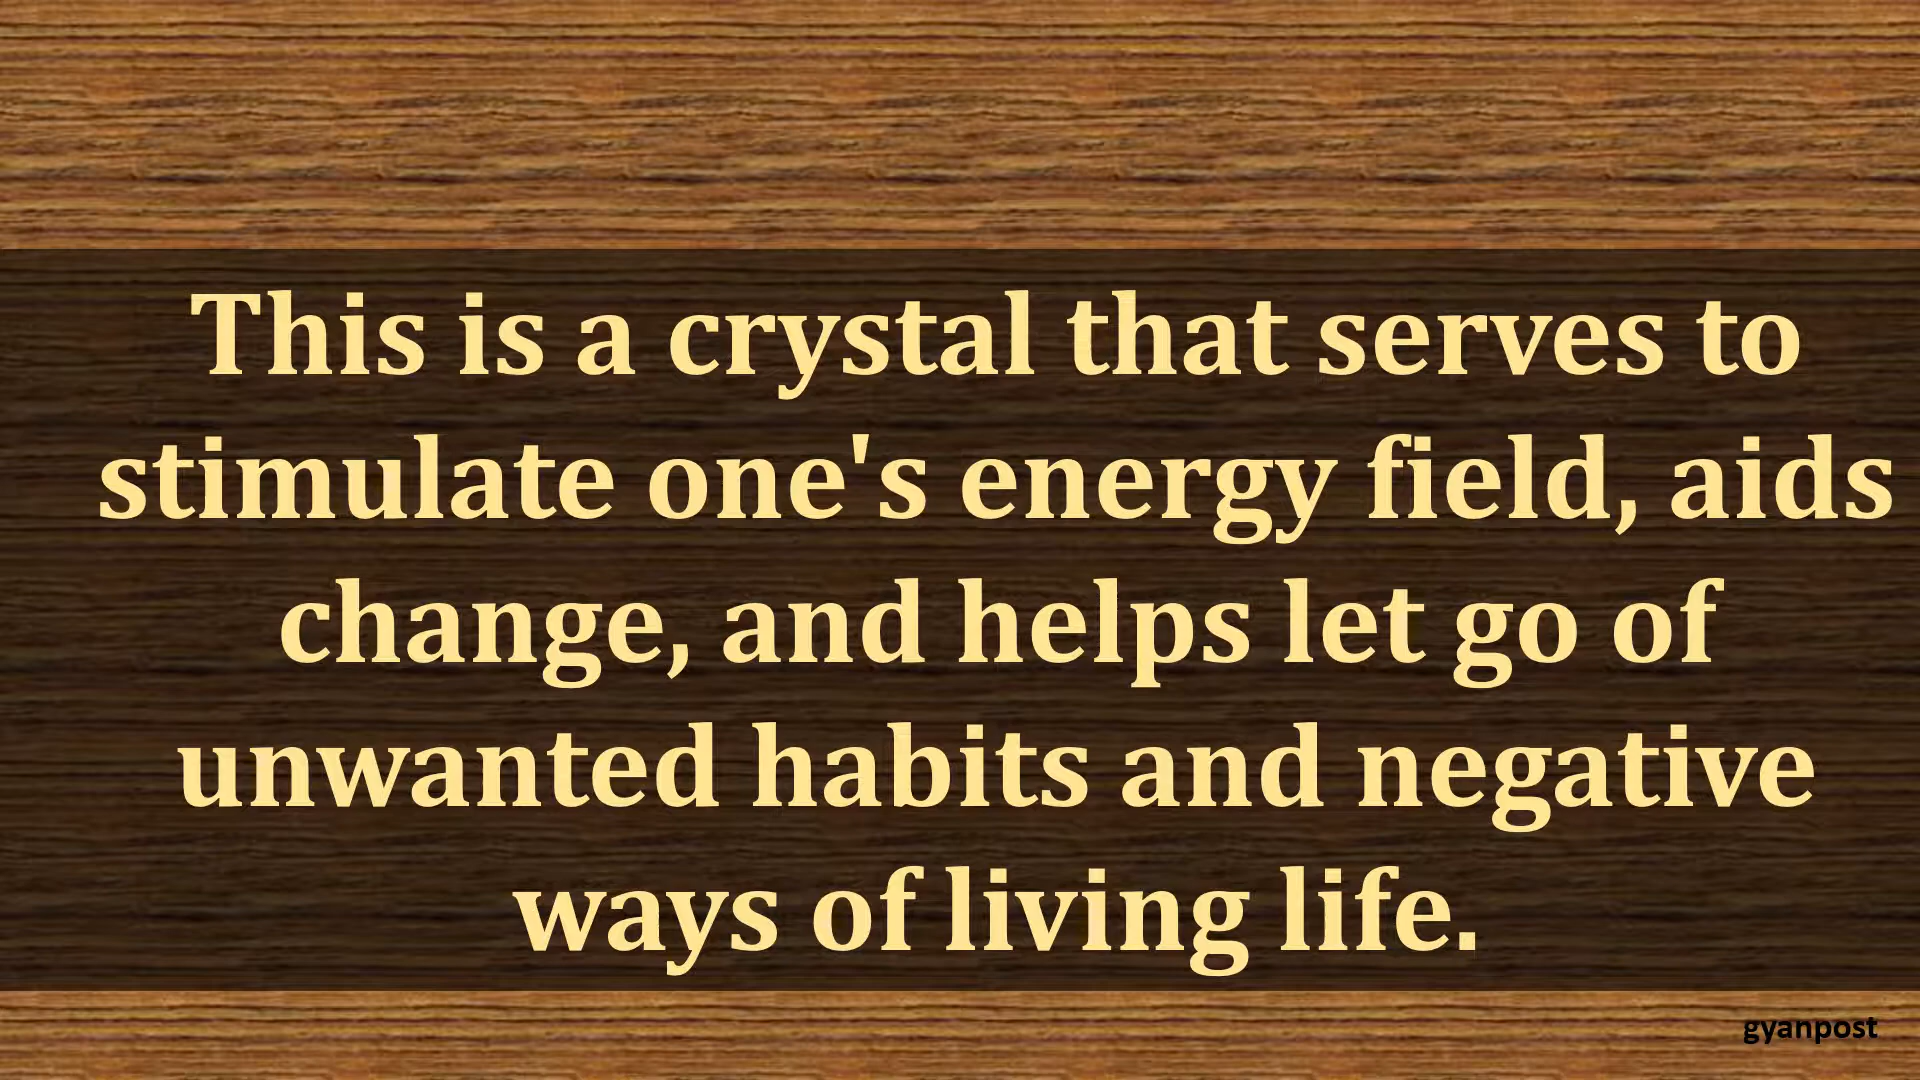 This is a crystal that serves to
stimulate one's energy field, aids
change, and helps let go of
unwanted habits and negative
ways of living life.
gyanpost